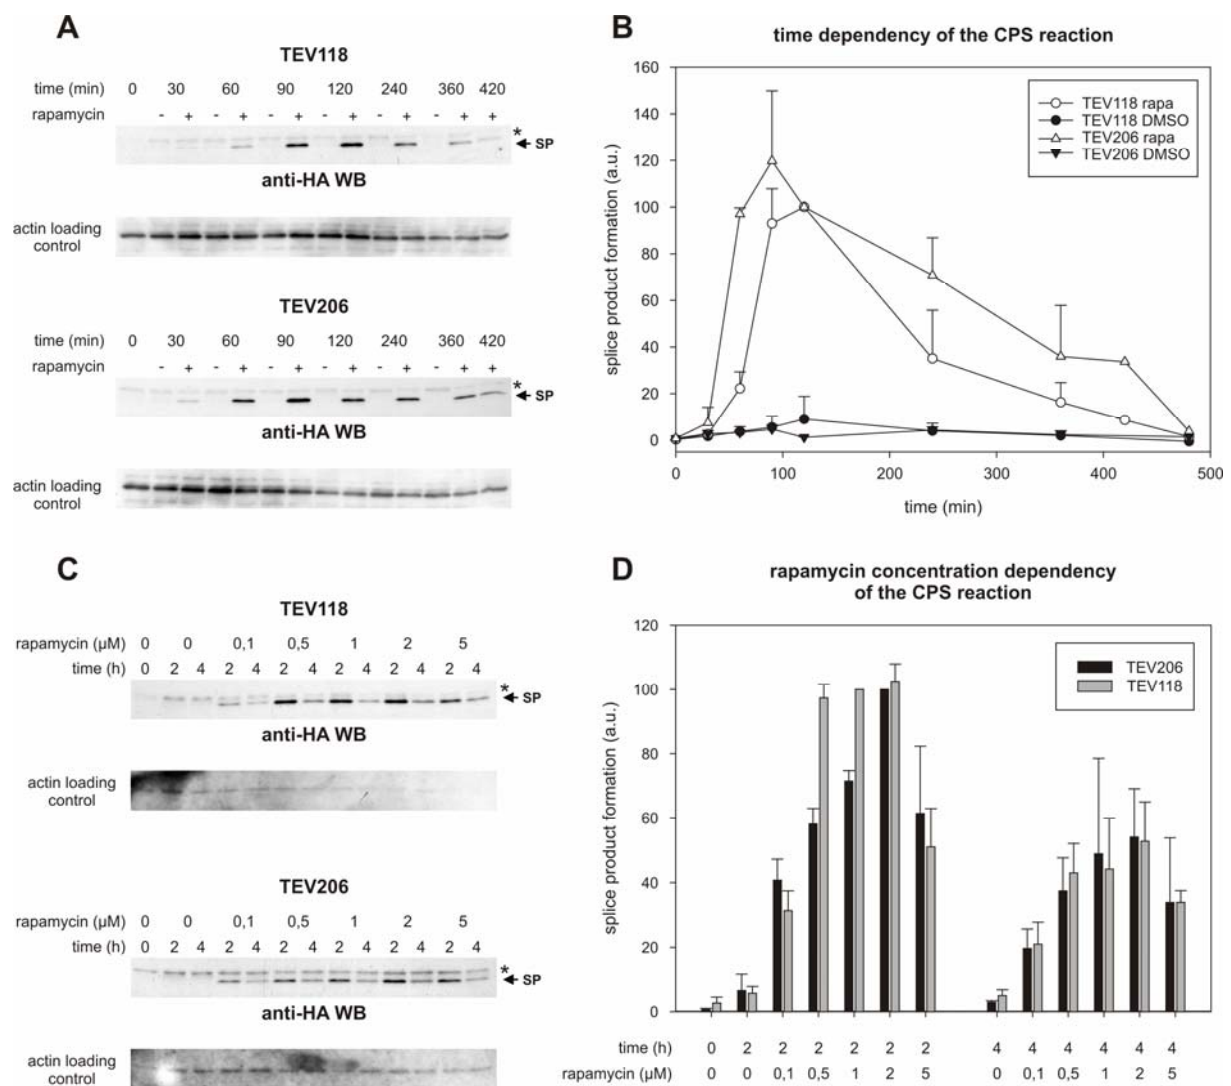 A
TEV118
time (min) 0 30 60 90 120 240 360 420
rapamycin - + - + - + - + - + - + +
*
SP
anti-HA WB
actin loading
control
TEV206
time (min) 0 30 60 90 120 240 360 420
rapamycin - + - + - + - + - + - + +
*
SP
anti-HA WB
actin loading
control
B
time dependency of the CPS reaction
splice product formation (a.u.)
160
140
120
100
80
60
40
20
0
TEV118 rapa
TEV118 DMSO
TEV206 rapa
TEV206 DMSO
0 100 200 300 400 500
time (min)
C
TEV118
rapamycin (µM) 0 0 0,1 0,5 1 2 5
time (h) 0 2 4 2 4 2 4 2 4 2 4 2 4
*
SP
anti-HA WB
actin loading
control
TEV206
rapamycin (µM) 0 0 0,1 0,5 1 2 5
time (h) 0 2 4 2 4 2 4 2 4 2 4 2 4
*
SP
anti-HA WB
actin loading
control
D
rapamycin concentration dependency
of the CPS reaction
splice product formation (a.u.)
120
100
80
60
40
20
0
TEV206
TEV118
time (h) 0 2 2 2 2 2 2 4 4 4 4 4 4
rapamycin (µM) 0 0 0,1 0,5 1 2 5 0 0,1 0,5 1 2 5